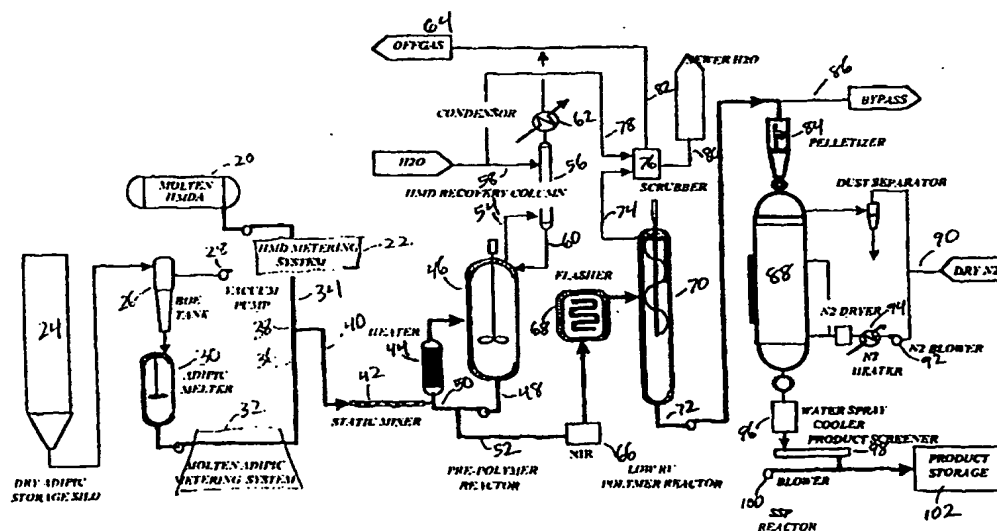 64
OFFGAS
SEWER H2O
86
BYPASS
CONDENSOR
62
78
82
84
PELLETIZER
20
MOLTEN
HMDA
H2O
58
56
76
HMD RECOVERY COLUMN
SCRUBBER
DUST SEPARATOR
54
74
22
HMD METERING
SYSTEM
60
90
DRY N2
28
VACUUM
PUMP
26
46
FLASHER
68
70
88
24
TANK
34
38
40
HEATER
44
N2 DRYER
94
30
ADIPIC
MELTER
36
42
50
48
N2 BLOWER
92
N2
HEATER
STATIC MIXER
32
52
66
72
96
WATER SPRAY
COOLER
PRODUCT SCREENER
98
MOLTEN ADIPIC
METERING SYSTEM
NIR
PRE-POLYMER
REACTOR
LOW RV
POLYMER REACTOR
DRY ADIPIC
STORAGE SILO
BLOWER
100
PRODUCT
STORAGE
102
SSP
REACTOR